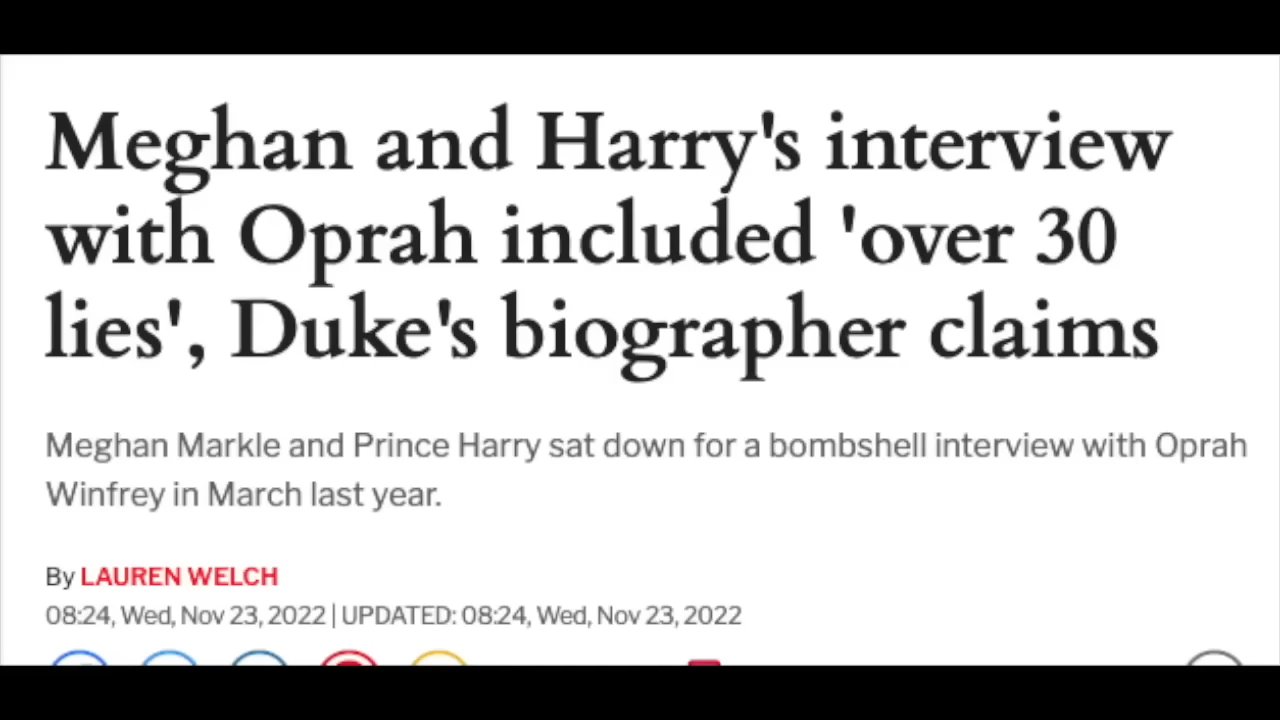 Meghan and Harry's interview
with Oprah included 'over 30
lies', Duke's biographer claims
Meghan Markle and Prince Harry sat down for a bombshell interview with Oprah
Winfrey in March last year.
By LAUREN WELCH
08:24, Wed, Nov 23, 2022 | UPDATED: 08:24, Wed, Nov 23, 2022